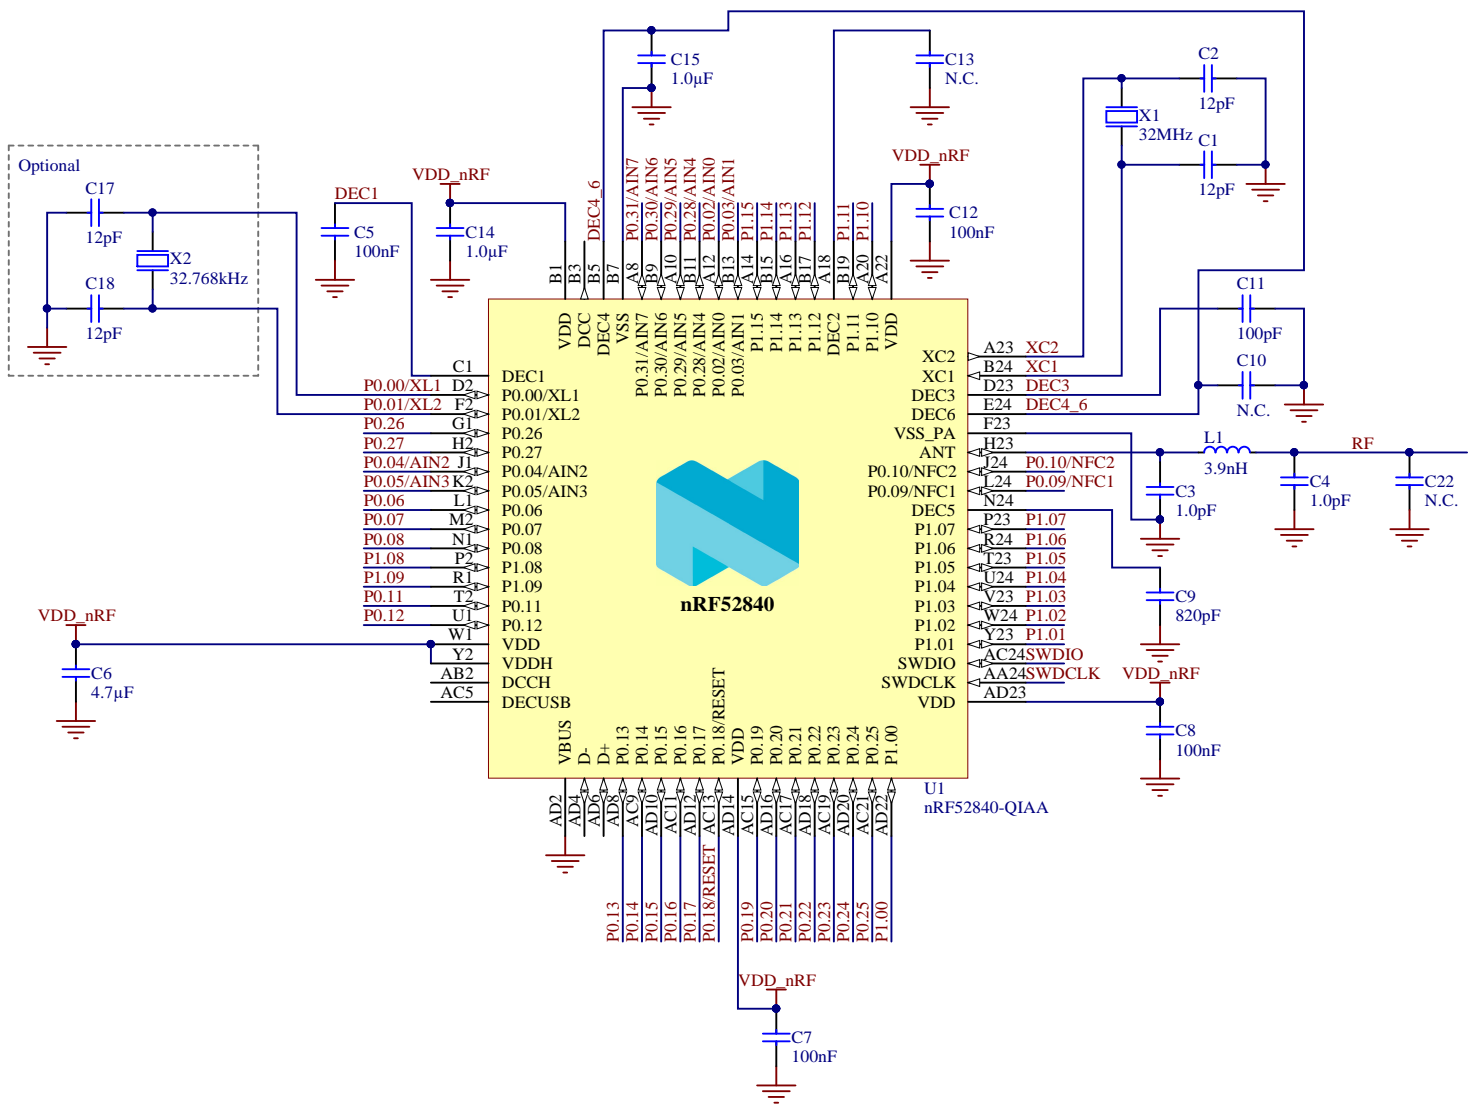 C15
1.0µF
C13
N.C.
C2
12pF
X1
32MHz
C1
12pF
Optional
C17
12pF
X2
32.768kHz
C18
12pF
DEC1
C5
100nF
VDD_nRF
C14
1.0µF
DEC4_6
P0.31/AIN7
P0.30/AIN6
P0.29/AIN5
P0.28/AIN4
P0.02/AIN0
P0.03/AIN1
P1.15
P1.14
P1.13
P1.12
P1.11
P1.10
VDD_nRF
C12
100nF
B1
B3
B5
B7
A8
B9
A10
B11
A12
B13
A14
B15
A16
B17
A18
B19
A20
A22
VDD
DCC
DEC4
VSS
P0.31/AIN7
P0.30/AIN6
P0.29/AIN5
P0.28/AIN4
P0.02/AIN0
P0.03/AIN1
P1.15
P1.14
P1.13
P1.12
DEC2
P1.11
P1.10
VDD
C11
100pF
C10
N.C.
C1 DEC1
P0.00/XL1 D2 P0.00/XL1
P0.01/XL2 F2 P0.01/XL2
P0.26 G1 P0.26
P0.27 H2 P0.27
P0.04/AIN2 J1 P0.04/AIN2
P0.05/AIN3 K2 P0.05/AIN3
P0.06 L1 P0.06
P0.07 M2 P0.07
P0.08 N1 P0.08
P1.08 P2 P1.08
P1.09 R1 P1.09
P0.11 T2 P0.11
P0.12 U1 P0.12
W1 VDD
Y2 VDDH
AB2 DCCH
AC5 DECUSB
VDD_nRF
C6
4.7µF
nRF52840
XC2 A23 XC2
XC1 B24 XC1
DEC3 D23 DEC3
DEC6 E24 DEC4_6
VSS_PA F23
ANT H23
P0.10/NFC2 J24 P0.10/NFC2
P0.09/NFC1 L24 P0.09/NFC1
DEC5 N24
P1.07 P23 P1.07
P1.06 R24 P1.06
P1.05 T23 P1.05
P1.04 U24 P1.04
P1.03 V23 P1.03
P1.02 W24 P1.02
P1.01 Y23 P1.01
SWDIO AC24 SWDIO
SWDCLK AA24 SWDCLK
VDD AD23
L1
3.9nH
RF
C3
1.0pF
C4
1.0pF
C22
N.C.
C9
820pF
VDD_nRF
C8
100nF
VBUS
D-
D+
P0.13
P0.14
P0.15
P0.16
P0.17
P0.18/RESET
VDD
P0.19
P0.20
P0.21
P0.22
P0.23
P0.24
P0.25
P1.00
U1
nRF52840-QIAA
AD2
AD4
AD6
AD8
AC9
AD10
AC11
AD12
AC13
AD14
AC15
AD16
AC17
AD18
AC19
AD20
AC21
AD22
P0.13
P0.14
P0.15
P0.16
P0.17
P0.18/RESET
P0.19
P0.20
P0.21
P0.22
P0.23
P0.24
P0.25
P1.00
VDD_nRF
C7
100nF